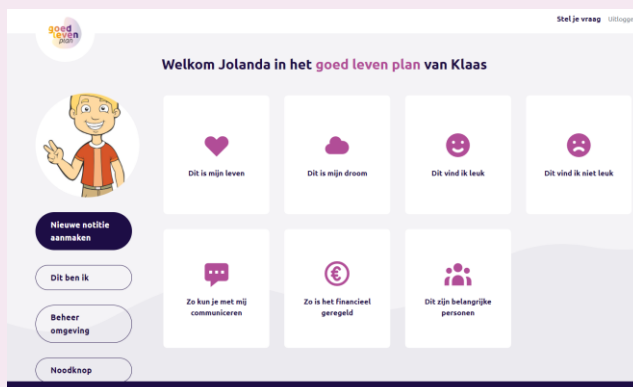 goed
leven
plan
Stel je vraag Uitlogge
Welkom Jolanda in het goed leven plan van Klaas
Dit is mijn leven
Dit is mijn droom
Dit vind ik leuk
Dit vind ik niet leuk
Nieuwe notitie
aanmaken
Dit ben ik
Beheer
omgeving
Noodknop
Zo kun je met mij
communiceren
Zo is het financieel
geregeld
Dit zijn belangrijke
personen